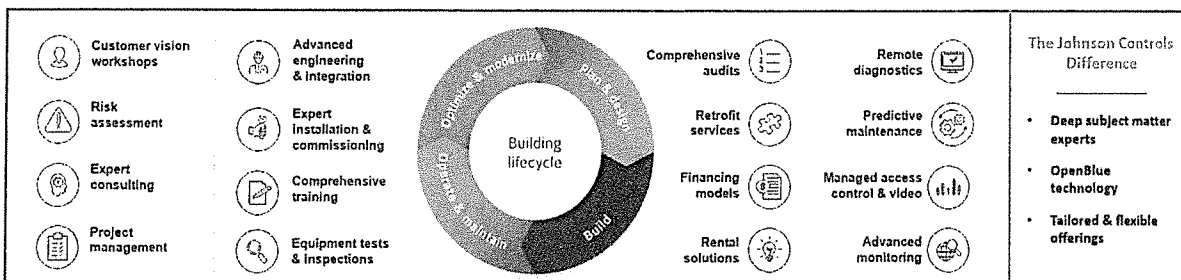 Customer vision
workshops
Risk
assessment
Expert
consulting
Project
management
Advanced
engineering
& integration
Expert
installation &
commissioning
Comprehensive
training
Equipment tests
& inspections
Optimize & modernize
Plan & design
Build
Operate & maintain
Building
lifecycle
Comprehensive
audits
Retrofit
services
Financing
models
Rental
solutions
Remote
diagnostics
Predictive
maintenance
Managed access
control & video
Advanced
monitoring
The Johnson Controls
Difference
• Deep subject matter
experts
• OpenBlue
technology
• Tailored & flexible
offerings